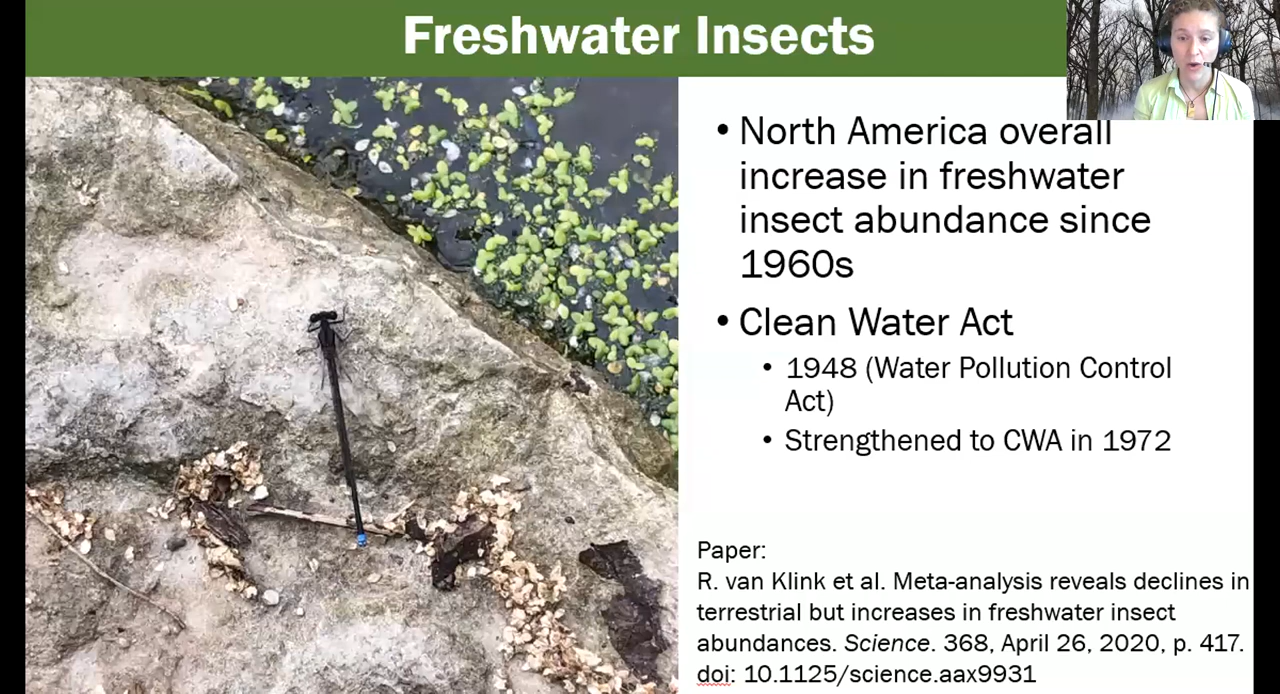 Freshwater Insects
• North America overall
increase in freshwater
insect abundance since
1960s
• Clean Water Act
• 1948 (Water Pollution Control
Act)
• Strengthened to CWA in 1972
Paper:
R. van Klink et al. Meta-analysis reveals declines in
terrestrial but increases in freshwater insect
abundances. Science. 368, April 26, 2020, p. 417.
doi: 10.1125/science.aax9931